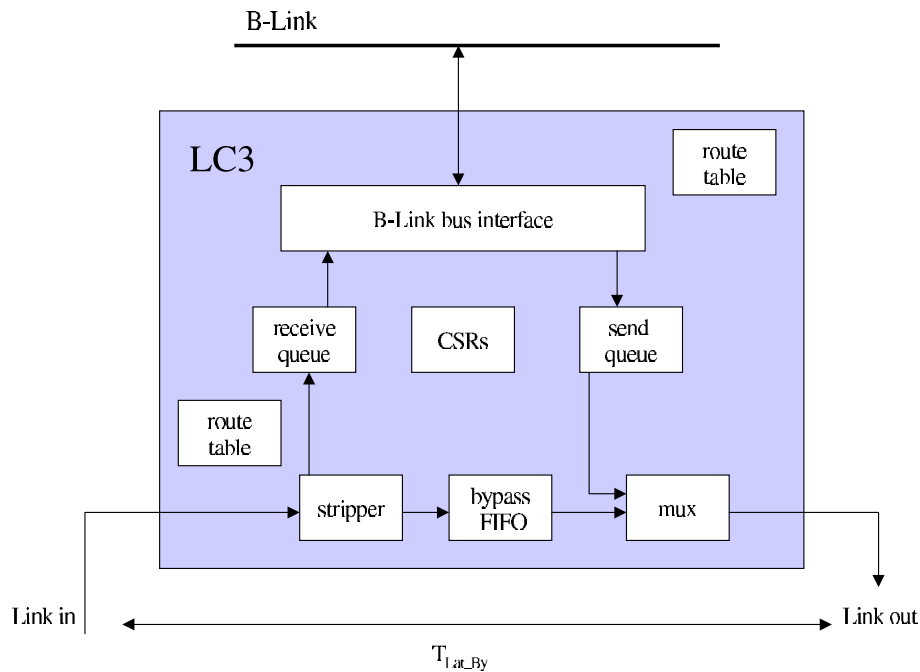 B-Link
LC3
route
table
B-Link bus interface
receive
queue
CSRs
send
queue
route
table
stripper
bypass
FIFO
mux
Link in
Link out
T_Lat_By